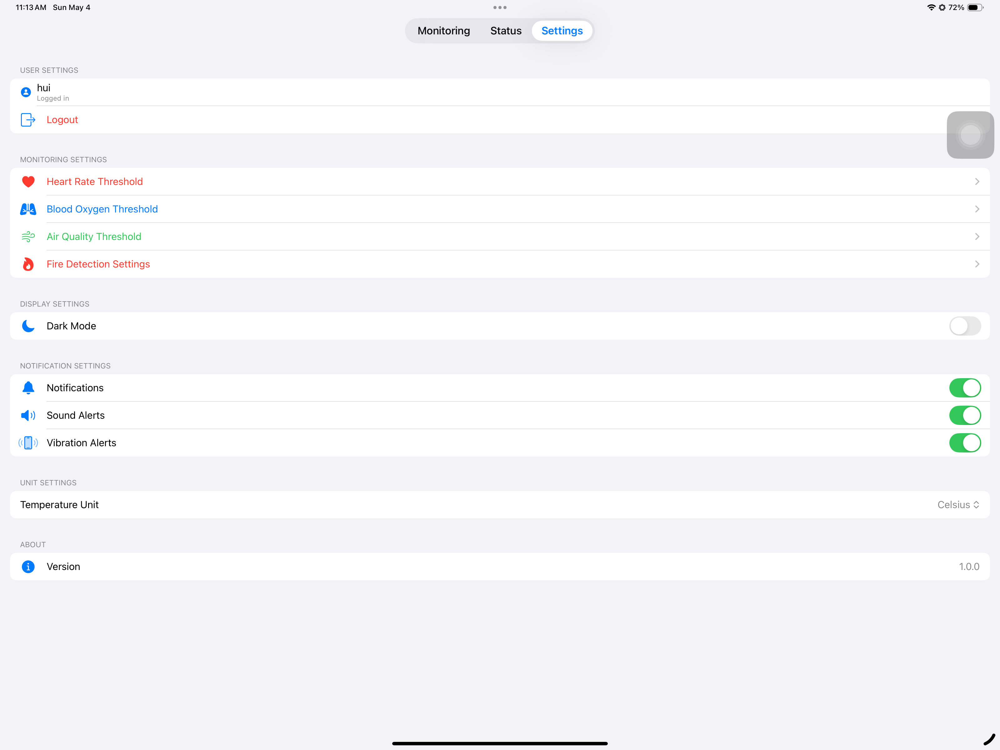 11:13 AM Sun May 4
72%
Monitoring Status Settings
USER SETTINGS
hui
Logged in
Logout
MONITORING SETTINGS
Heart Rate Threshold
Blood Oxygen Threshold
Air Quality Threshold
Fire Detection Settings
DISPLAY SETTINGS
Dark Mode
NOTIFICATION SETTINGS
Notifications
Sound Alerts
Vibration Alerts
UNIT SETTINGS
Temperature Unit Celsius
ABOUT
Version 1.0.0